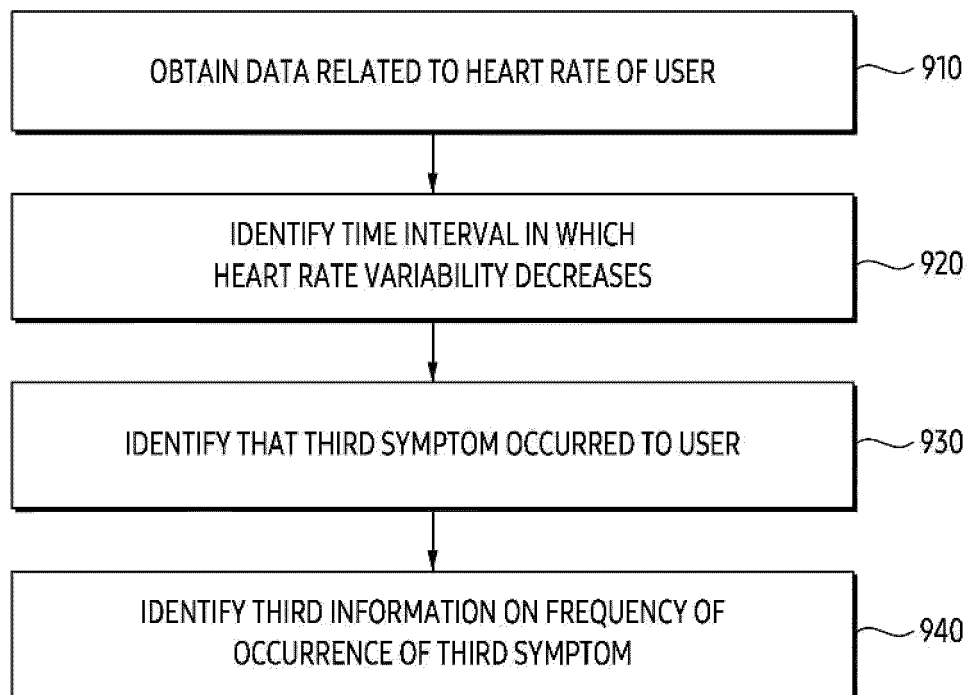 OBTAIN DATA RELATED TO HEART RATE OF USER
910
IDENTIFY TIME INTERVAL IN WHICH
HEART RATE VARIABILITY DECREASES
920
IDENTIFY THAT THIRD SYMPTOM OCCURRED TO USER
930
IDENTIFY THIRD INFORMATION ON FREQUENCY OF
OCCURRENCE OF THIRD SYMPTOM
940